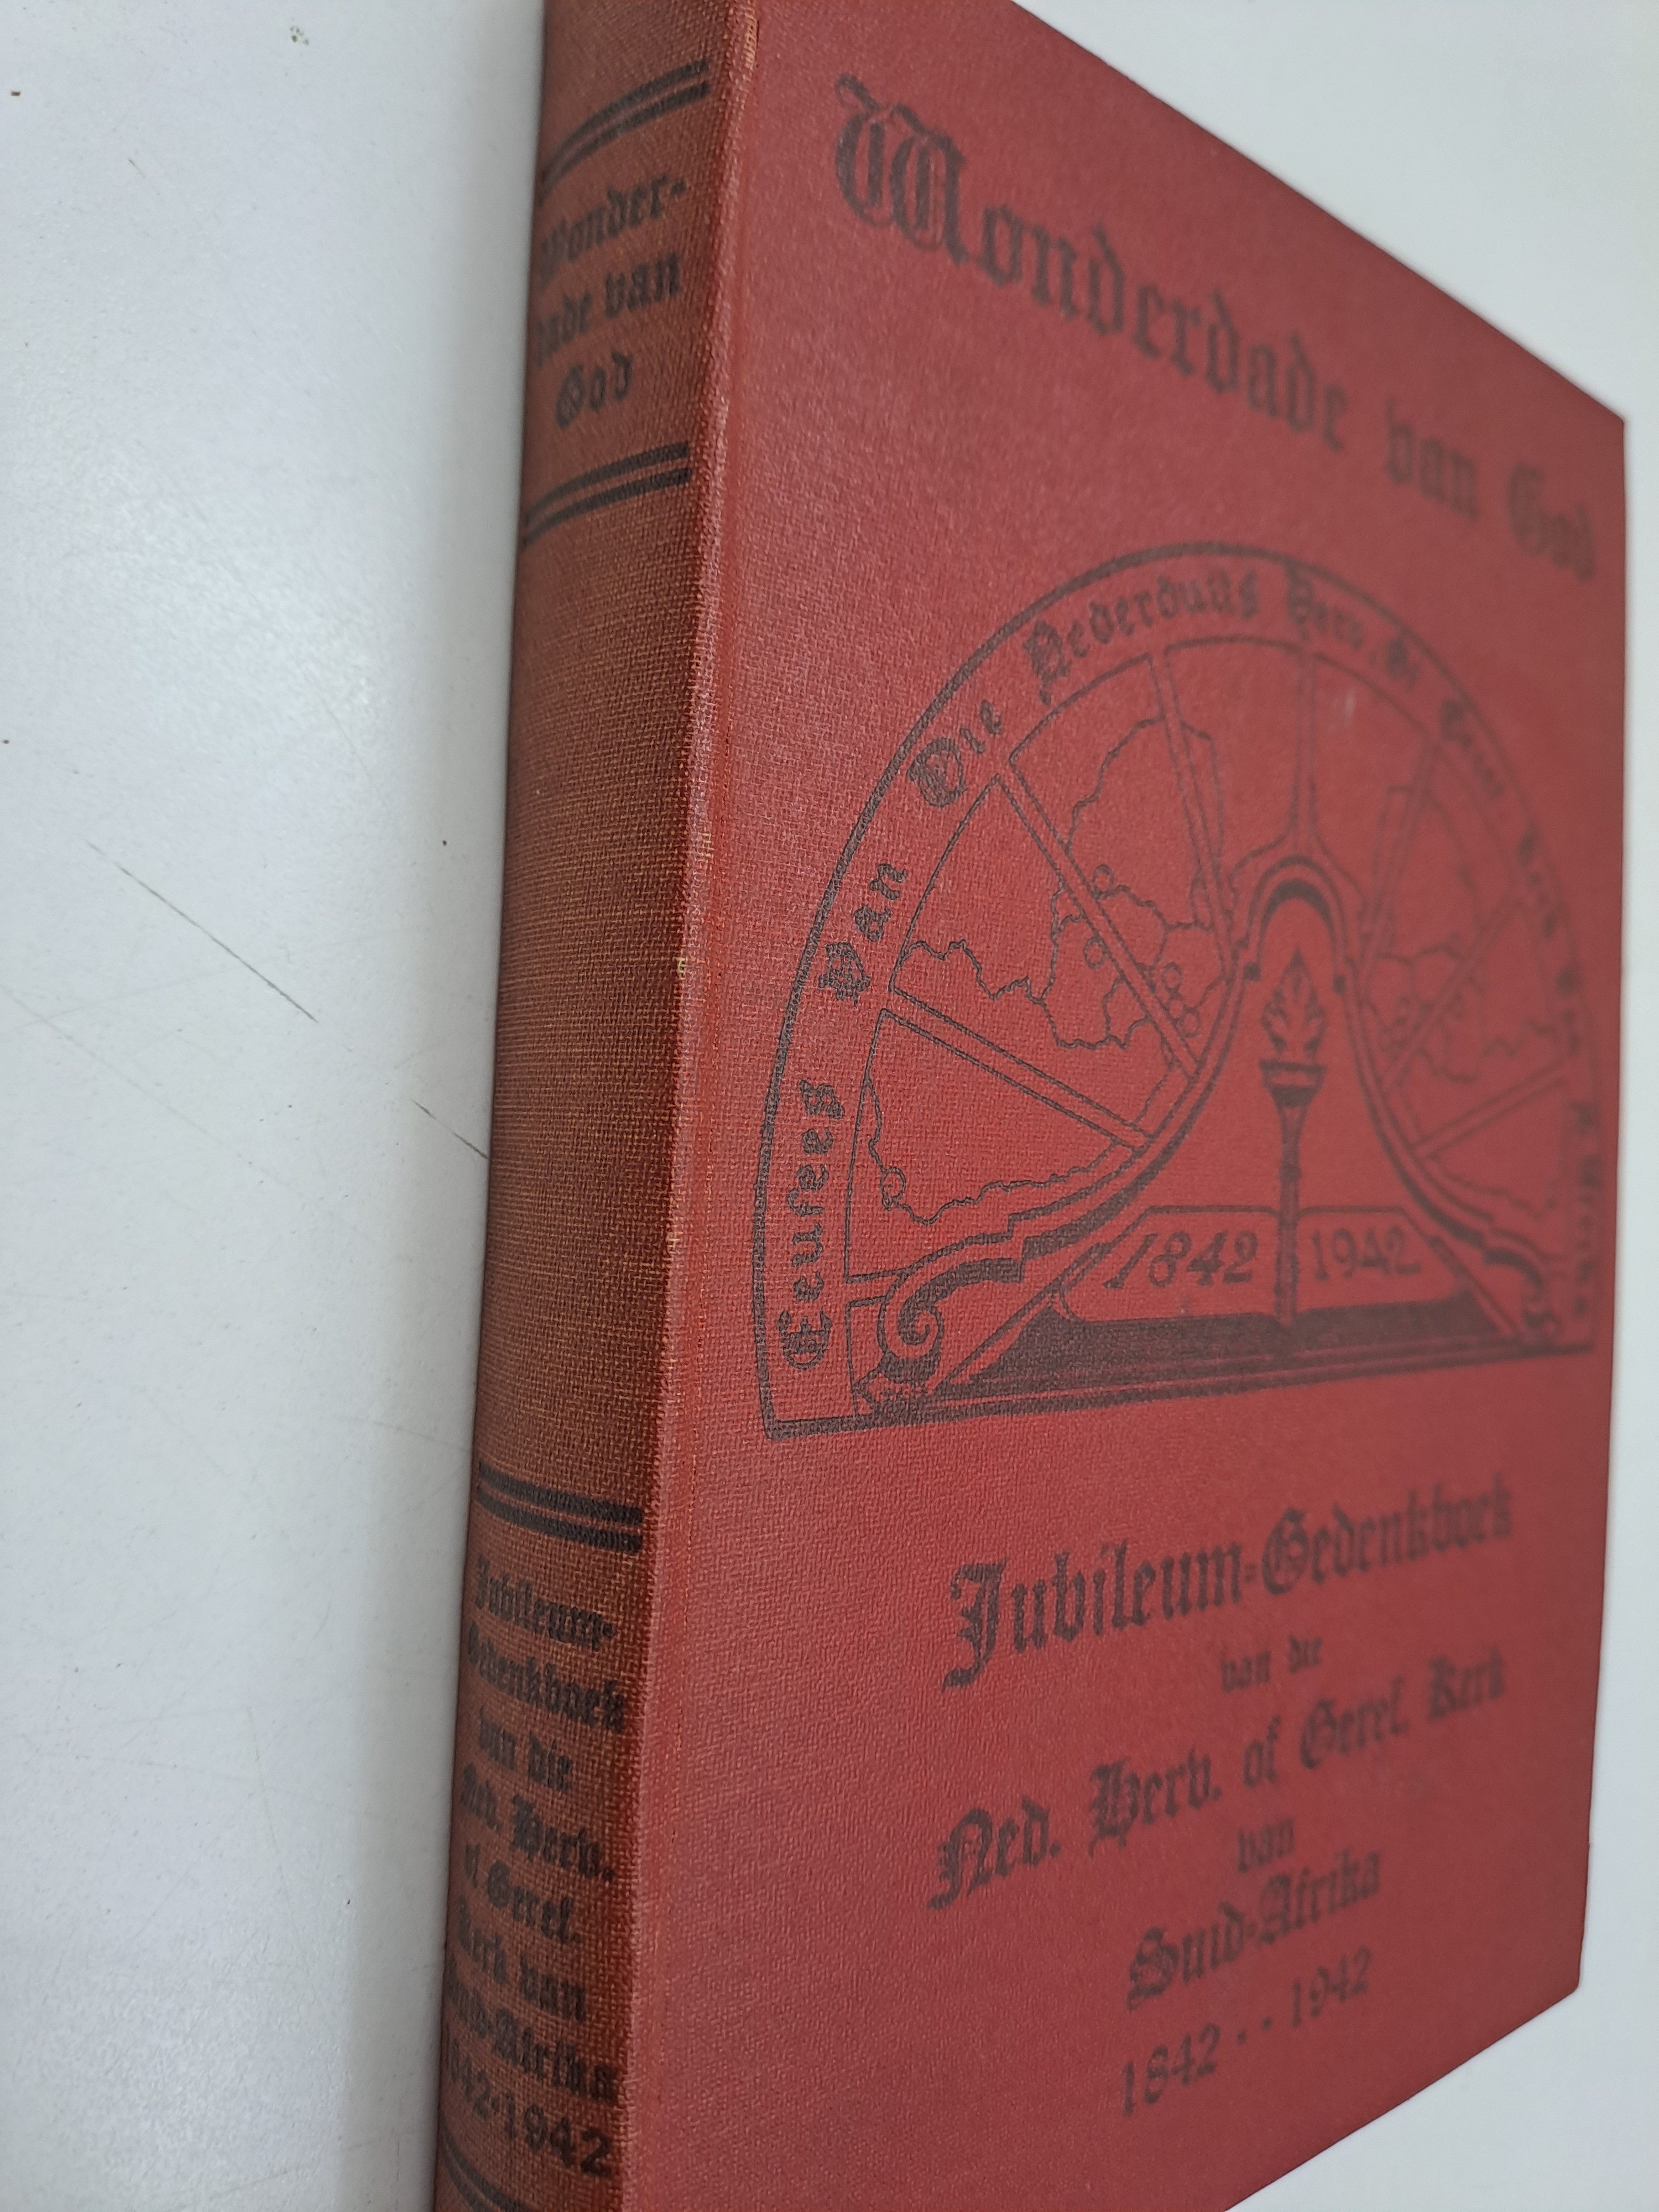 Wonder-
dade van
God
Jubileum-
Gedenkboek
van die
Ned. Herv.
of Geref.
Kerk van
Suid-Afrika
1842-1942
Wonderdade van God
Eeufees van Die Nederduits Herv. Of Geref. Kerk
1842 1942
Jubileum-Gedenkboek
van die
Ned. Herv. of Geref. Kerk
van
Suid-Afrika
1842 . . 1942